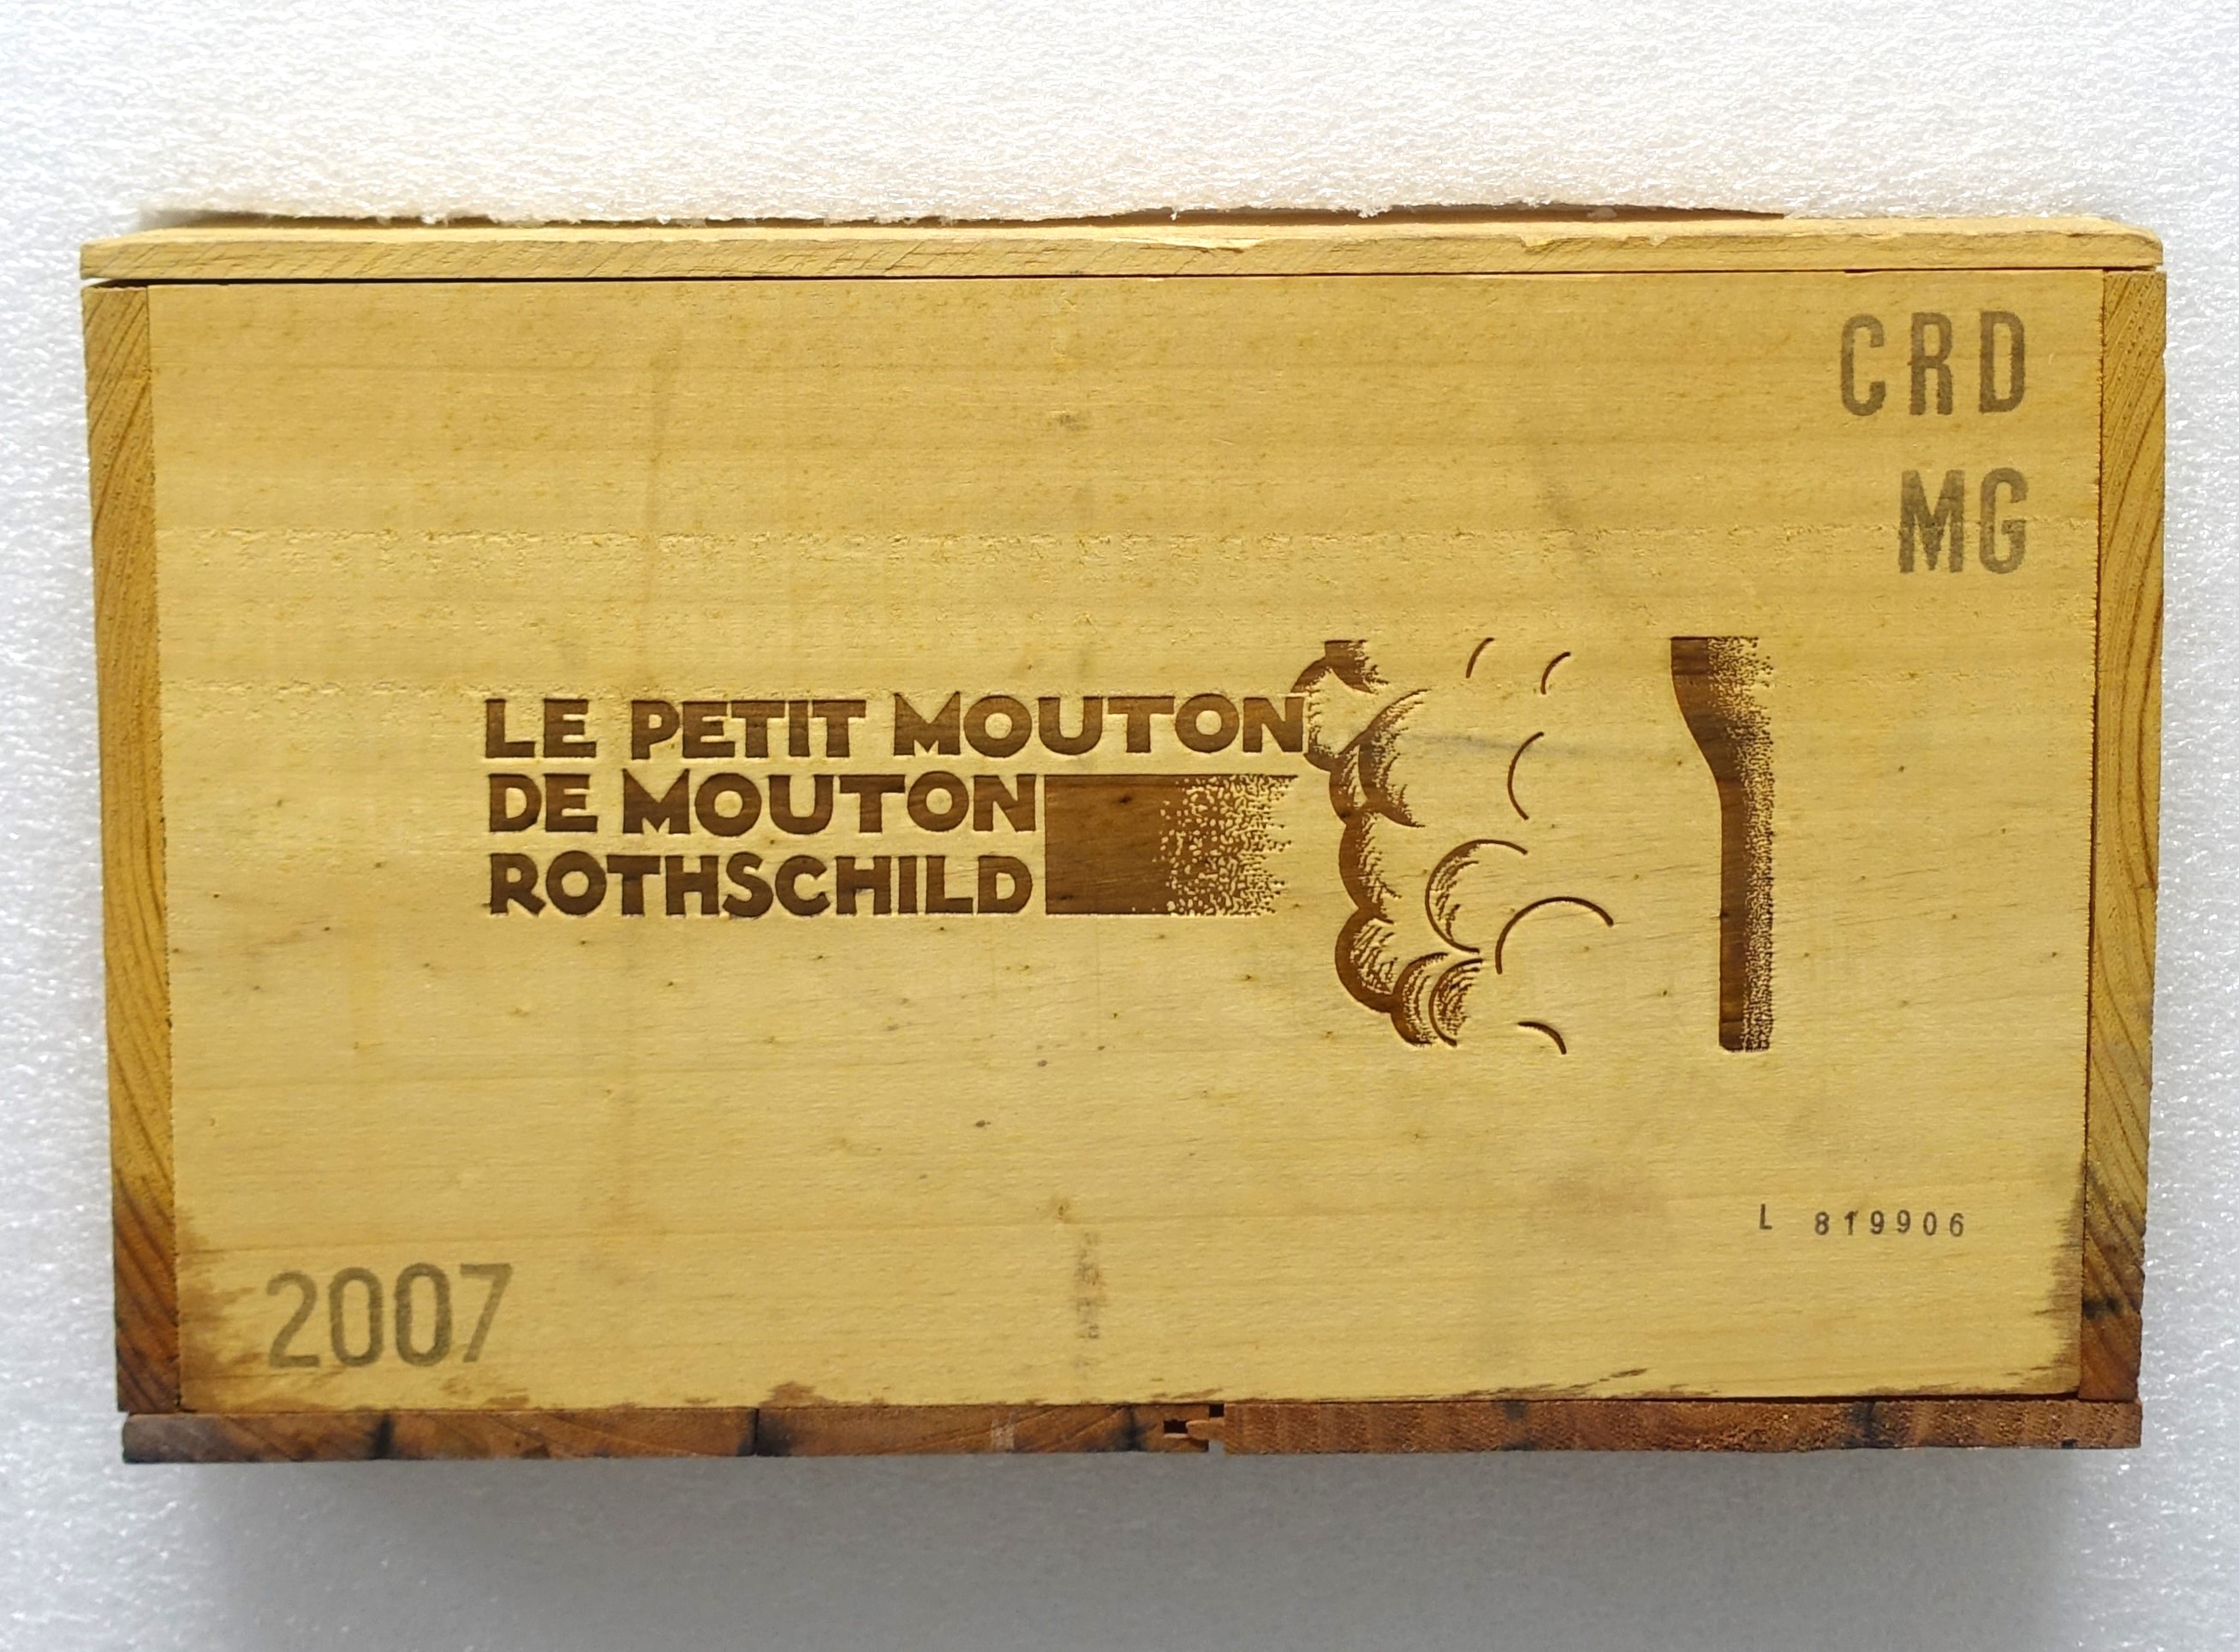 CRD
MG
LE PETIT MOUTON
DE MOUTON
ROTHSCHILD
L 819906
2007